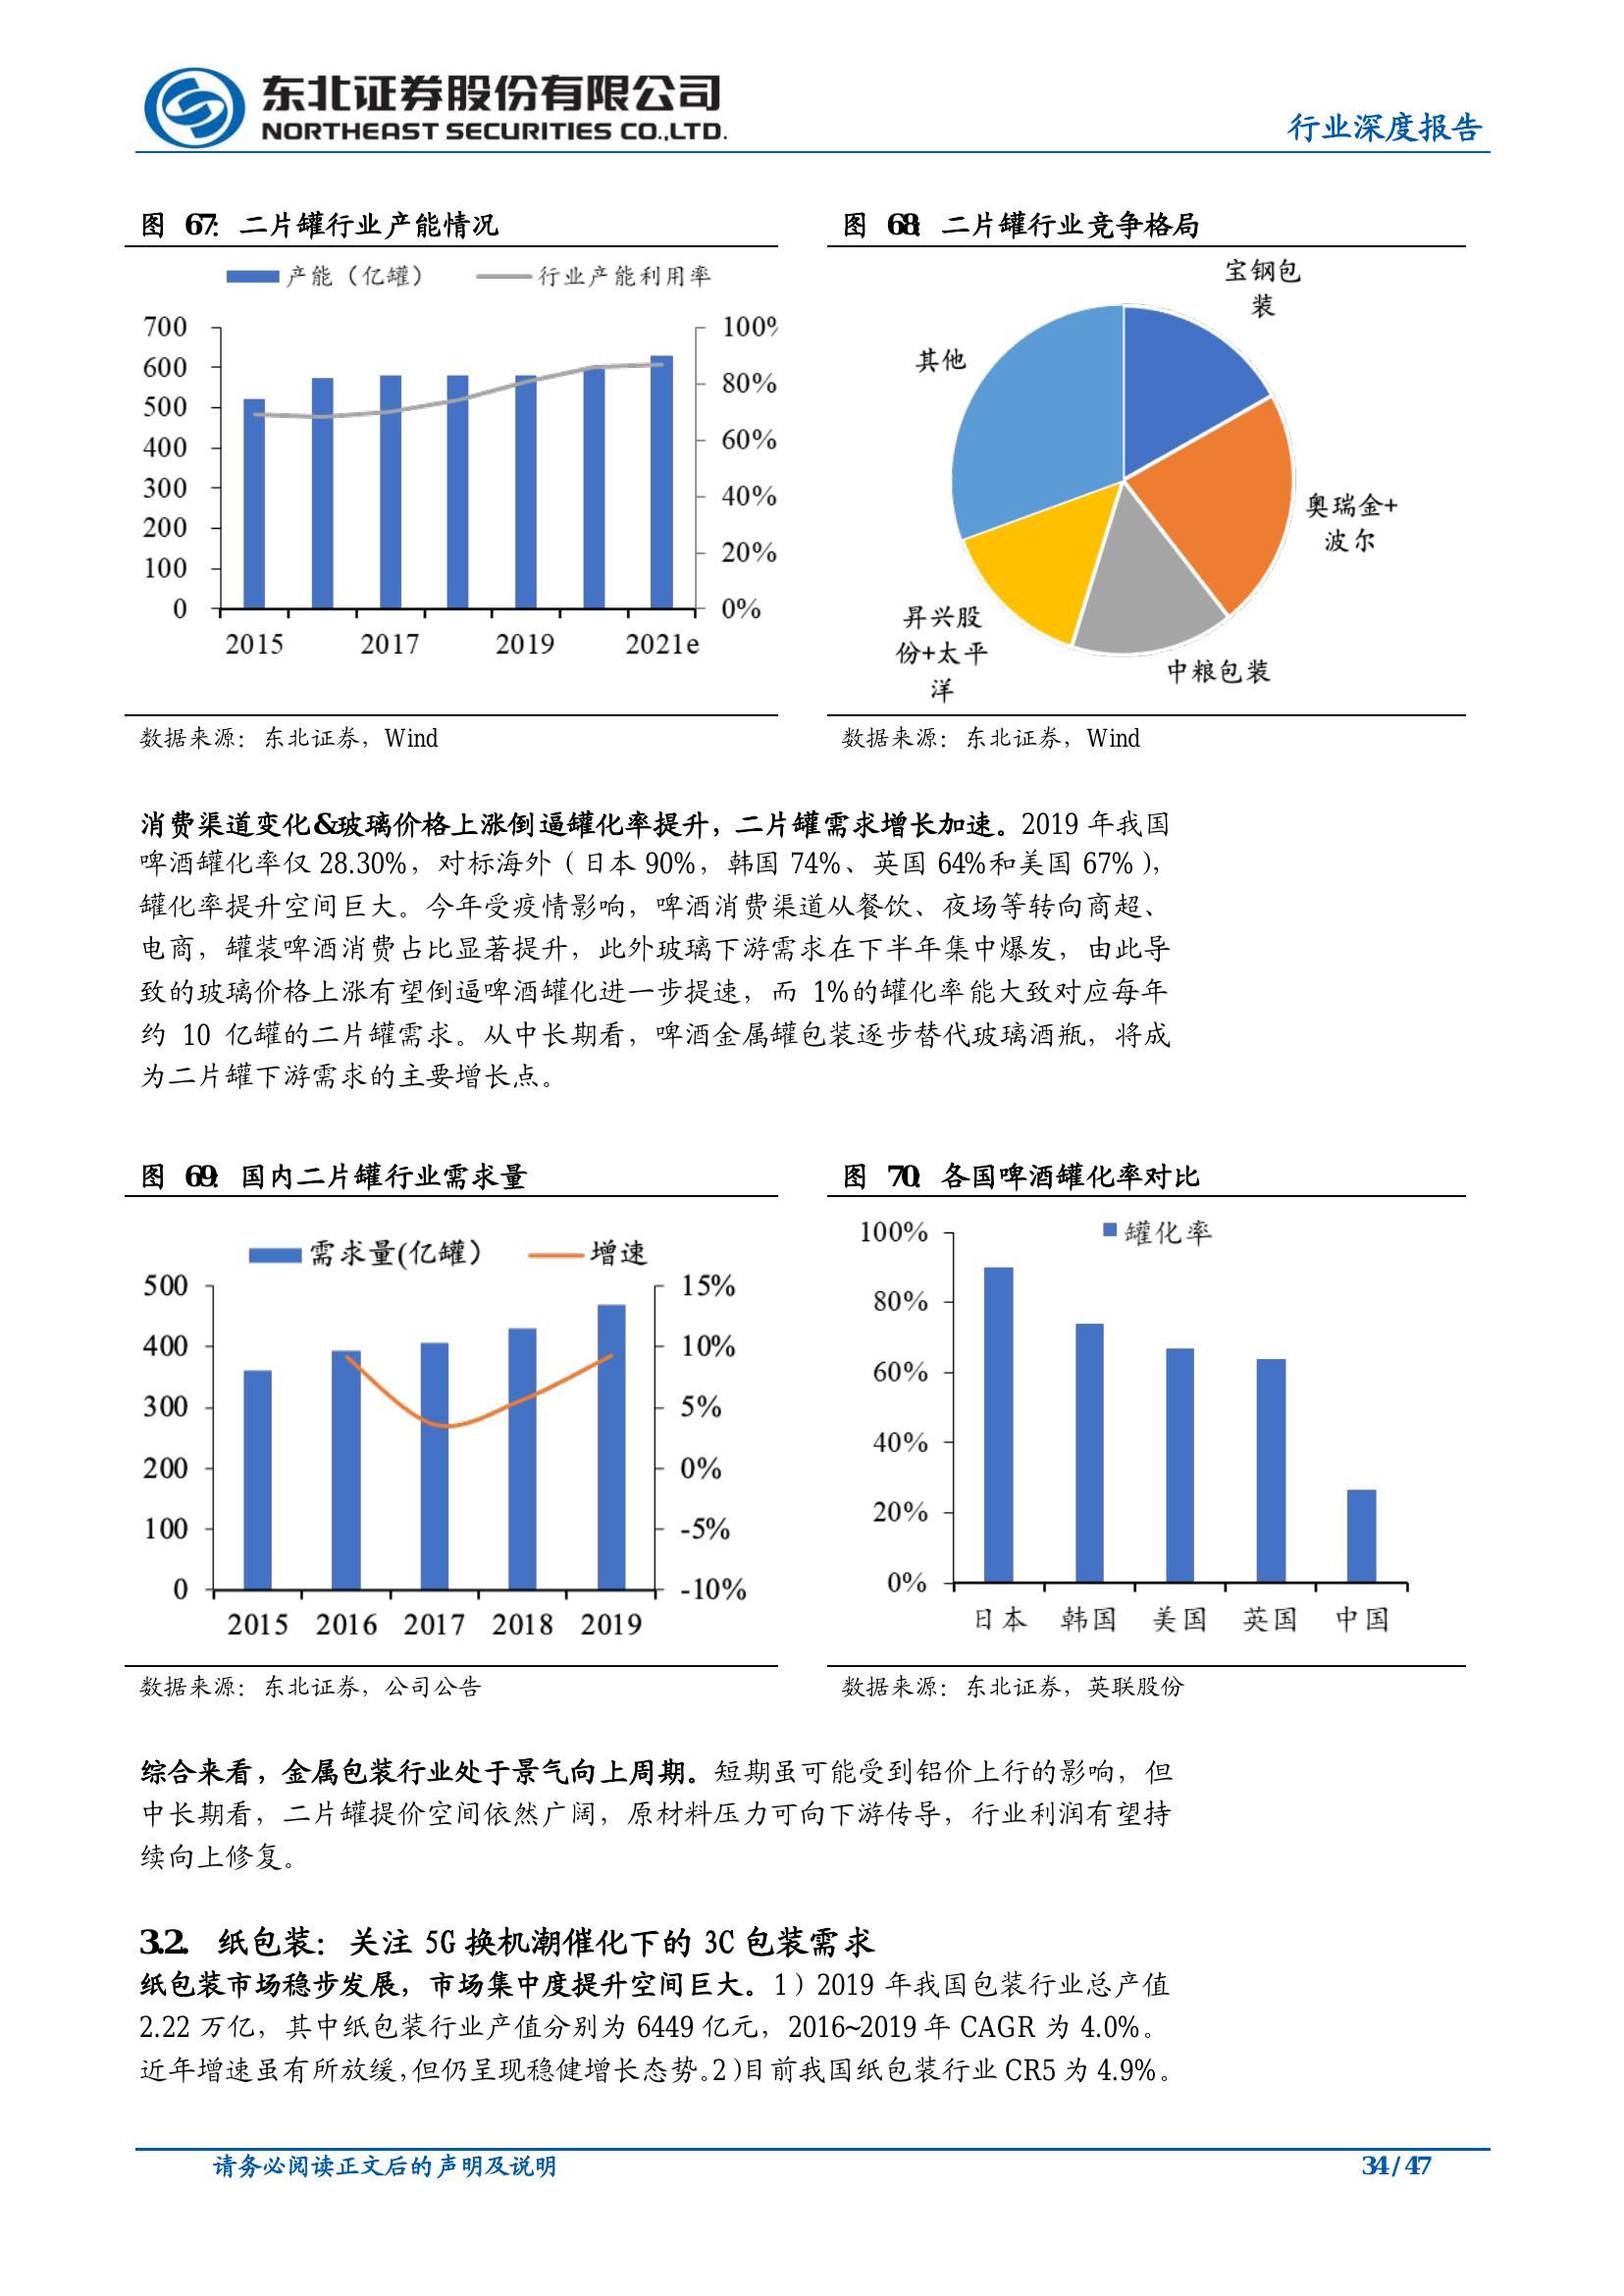 东北证券股份有限公司
NORTHEAST SECURITIES CO.,LTD.
行业深度报告
图 67：二片罐行业产能情况
产能（亿罐）
行业产能利用率
700
600
500
400
300
200
100
0
100%
80%
60%
40%
20%
0%
2015 2017 2019 2021e
数据来源：东北证券，Wind
图 68：二片罐行业竞争格局
宝钢包
装
其他
奥瑞金+
波尔
昇兴股
份+太平
洋
中粮包装
数据来源：东北证券，Wind
消费渠道变化&玻璃价格上涨倒逼罐化率提升，二片罐需求增长加速。2019 年我国
啤酒罐化率仅 28.30%，对标海外（日本 90%，韩国 74%、英国 64%和美国 67%），
罐化率提升空间巨大。今年受疫情影响，啤酒消费渠道从餐饮、夜场等转向商超、
电商，罐装啤酒消费占比显著提升，此外玻璃下游需求在下半年集中爆发，由此导
致的玻璃价格上涨有望倒逼啤酒罐化进一步提速，而 1%的罐化率能大致对应每年
约 10 亿罐的二片罐需求。从中长期看，啤酒金属罐包装逐步替代玻璃酒瓶，将成
为二片罐下游需求的主要增长点。
图 69：国内二片罐行业需求量
需求量(亿罐）
增速
500
400
300
200
100
0
15%
10%
5%
0%
-5%
-10%
2015 2016 2017 2018 2019
数据来源：东北证券，公司公告
图 70：各国啤酒罐化率对比
罐化率
100%
80%
60%
40%
20%
0%
日本 韩国 美国 英国 中国
数据来源：东北证券，英联股份
综合来看，金属包装行业处于景气向上周期。短期虽可能受到铝价上行的影响，但
中长期看，二片罐提价空间依然广阔，原材料压力可向下游传导，行业利润有望持
续向上修复。
3.2. 纸包装：关注 5G 换机潮催化下的 3C 包装需求
纸包装市场稳步发展，市场集中度提升空间巨大。1）2019 年我国包装行业总产值
2.22 万亿，其中纸包装行业产值分别为 6449 亿元，2016~2019 年 CAGR 为 4.0%。
近年增速虽有所放缓，但仍呈现稳健增长态势。2）目前我国纸包装行业 CR5 为 4.9%。
请务必阅读正文后的声明及说明
34 / 47